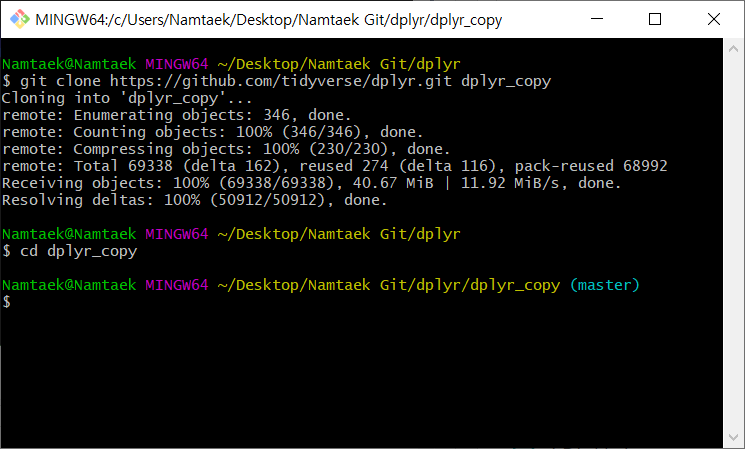 MINGW64:/c/Users/Namtaek/Desktop/Namtaek Git/dplyr/dplyr_copy
Namtaek@Namtaek MINGW64 ~/Desktop/Namtaek Git/dplyr
$ git clone https://github.com/tidyverse/dplyr.git dplyr_copy
Cloning into 'dplyr_copy'...
remote: Enumerating objects: 346, done.
remote: Counting objects: 100% (346/346), done.
remote: Compressing objects: 100% (230/230), done.
remote: Total 69338 (delta 162), reused 274 (delta 116), pack-reused 68992
Receiving objects: 100% (69338/69338), 40.67 MiB | 11.92 MiB/s, done.
Resolving deltas: 100% (50912/50912), done.
Namtaek@Namtaek MINGW64 ~/Desktop/Namtaek Git/dplyr
$ cd dplyr_copy
Namtaek@Namtaek MINGW64 ~/Desktop/Namtaek Git/dplyr/dplyr_copy (master)
$